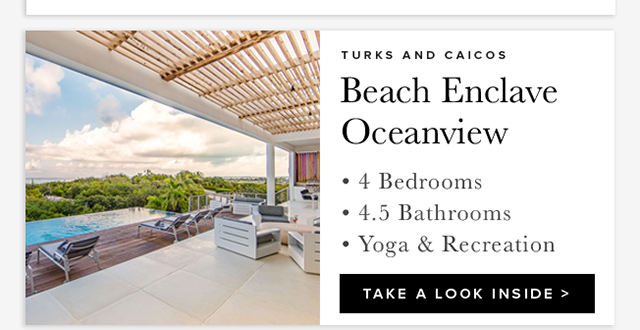 TURKS AND CAICOS
Beach Enclave
Oceanview
• 4 Bedrooms
• 4.5 Bathrooms
• Yoga & Recreation
TAKE A LOOK INSIDE >